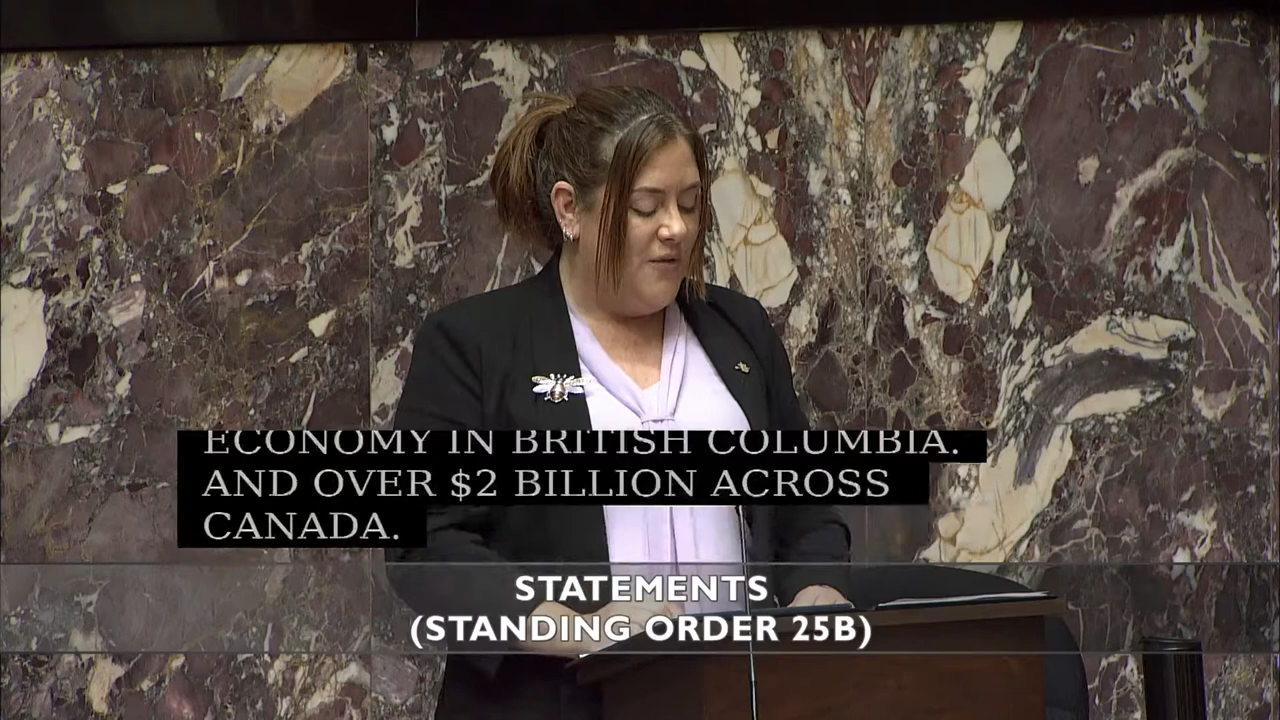 ECONOMY IN BRITISH COLUMBIA.
AND OVER $2 BILLION ACROSS
CANADA.
STATEMENTS
(STANDING ORDER 25B)